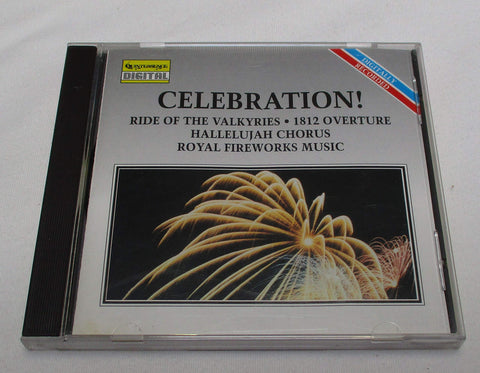 QUINTESSENCE
DIGITAL
DIGITALLY
RECORDED
CELEBRATION!
RIDE OF THE VALKYRIES • 1812 OVERTURE
HALLELUJAH CHORUS
ROYAL FIREWORKS MUSIC